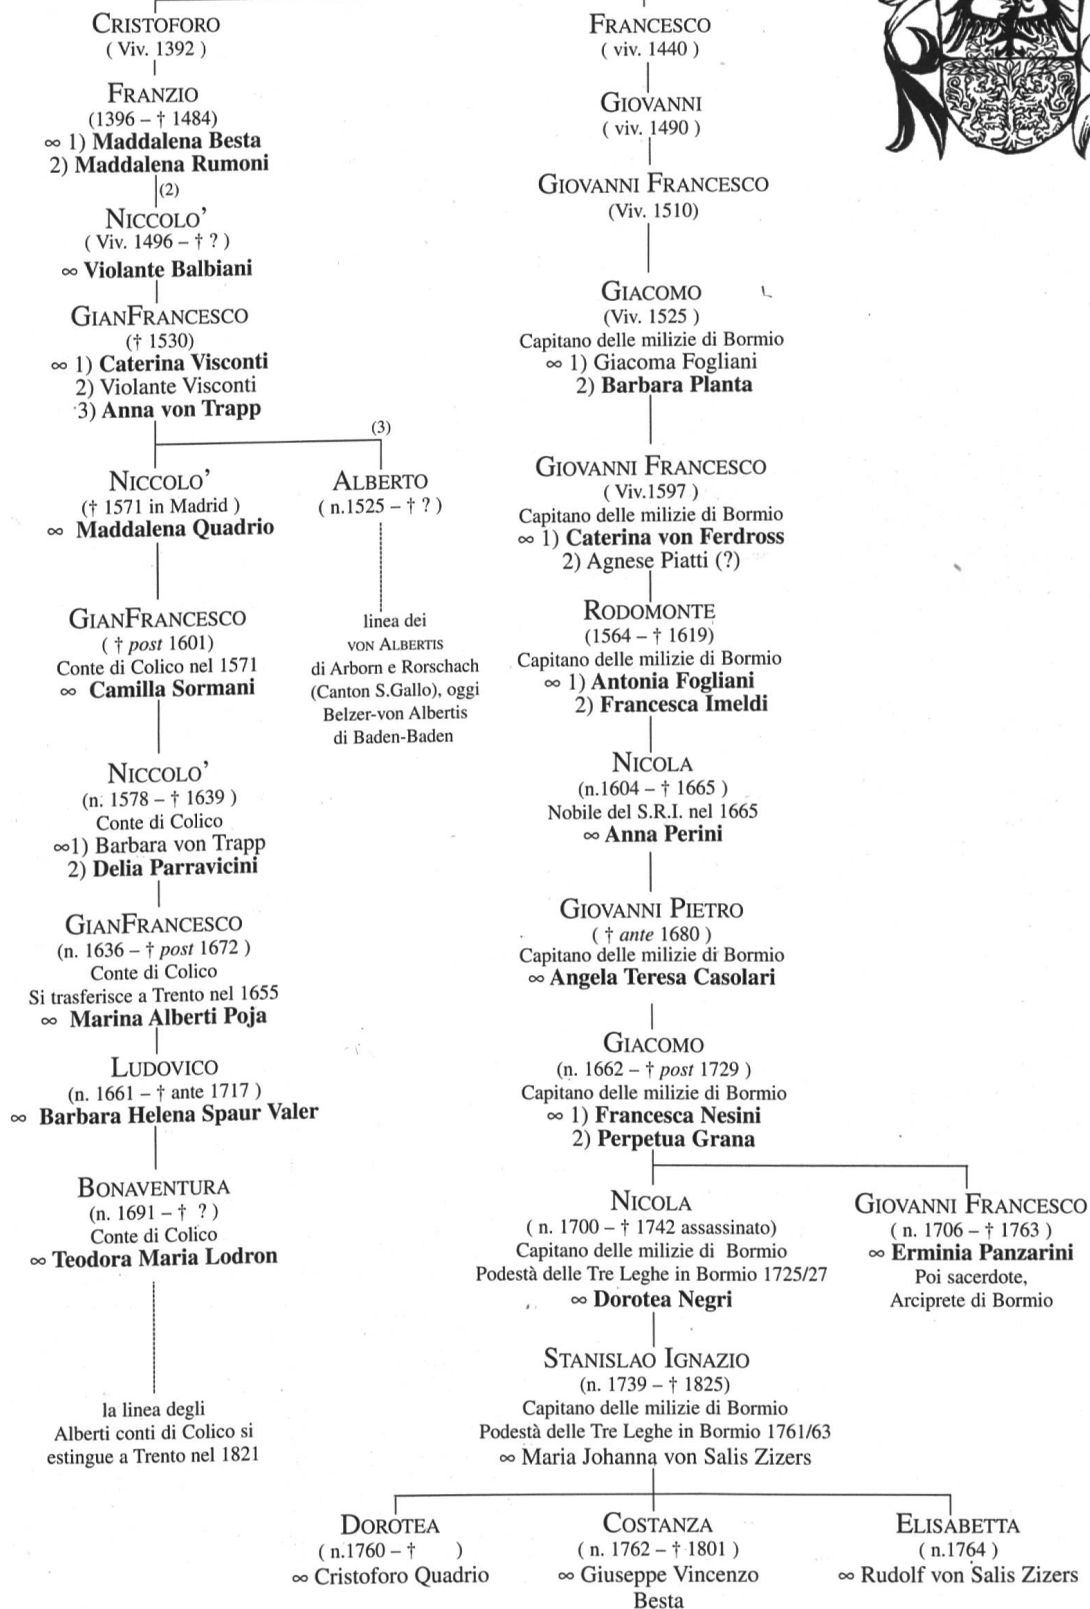 CRISTOFORO
( Viv. 1392 )
FRANZIO
(1396 – † 1484)
∞ 1) Maddalena Besta
2) Maddalena Rumoni
(2)
NICCOLO’
( Viv. 1496 – † ? )
∞ Violante Balbiani
GIANFRANCESCO
(† 1530)
∞ 1) Caterina Visconti
2) Violante Visconti
3) Anna von Trapp
(3)
NICCOLO’
(† 1571 in Madrid )
∞ Maddalena Quadrio
ALBERTO
( n.1525 – † ? )
linea dei
VON ALBERTIS
di Arborn e Rorschach
(Canton S.Gallo), oggi
Belzer-von Albertis
di Baden-Baden
GIANFRANCESCO
( † post 1601)
Conte di Colico nel 1571
∞ Camilla Sormani
NICCOLO’
(n. 1578 – † 1639 )
Conte di Colico
∞1) Barbara von Trapp
2) Delia Parravicini
GIANFRANCESCO
(n. 1636 – † post 1672 )
Conte di Colico
Si trasferisce a Trento nel 1655
∞ Marina Alberti Poja
LUDOVICO
(n. 1661 – † ante 1717 )
∞ Barbara Helena Spaur Valer
BONAVENTURA
(n. 1691 – † ? )
Conte di Colico
∞ Teodora Maria Lodron
la linea degli
Alberti conti di Colico si
estingue a Trento nel 1821
FRANCESCO
( viv. 1440 )
GIOVANNI
( viv. 1490 )
GIOVANNI FRANCESCO
(Viv. 1510)
GIACOMO
(Viv. 1525 )
Capitano delle milizie di Bormio
∞ 1) Giacoma Fogliani
2) Barbara Planta
GIOVANNI FRANCESCO
( Viv.1597 )
Capitano delle milizie di Bormio
∞ 1) Caterina von Ferdross
2) Agnese Piatti (?)
RODOMONTE
(1564 – † 1619)
Capitano delle milizie di Bormio
∞ 1) Antonia Fogliani
2) Francesca Imeldi
NICOLA
(n.1604 – † 1665 )
Nobile del S.R.I. nel 1665
∞ Anna Perini
GIOVANNI PIETRO
( † ante 1680 )
Capitano delle milizie di Bormio
∞ Angela Teresa Casolari
GIACOMO
(n. 1662 – † post 1729 )
Capitano delle milizie di Bormio
∞ 1) Francesca Nesini
2) Perpetua Grana
NICOLA
( n. 1700 – † 1742 assassinato)
Capitano delle milizie di Bormio
Podestà delle Tre Leghe in Bormio 1725/27
∞ Dorotea Negri
GIOVANNI FRANCESCO
( n. 1706 – † 1763 )
∞ Erminia Panzarini
Poi sacerdote,
Arciprete di Bormio
STANISLAO IGNAZIO
(n. 1739 – † 1825)
Capitano delle milizie di Bormio
Podestà delle Tre Leghe in Bormio 1761/63
∞ Maria Johanna von Salis Zizers
DOROTEA
( n.1760 – † )
∞ Cristoforo Quadrio
COSTANZA
( n. 1762 – † 1801 )
∞ Giuseppe Vincenzo
Besta
ELISABETTA
( n.1764 )
∞ Rudolf von Salis Zizers